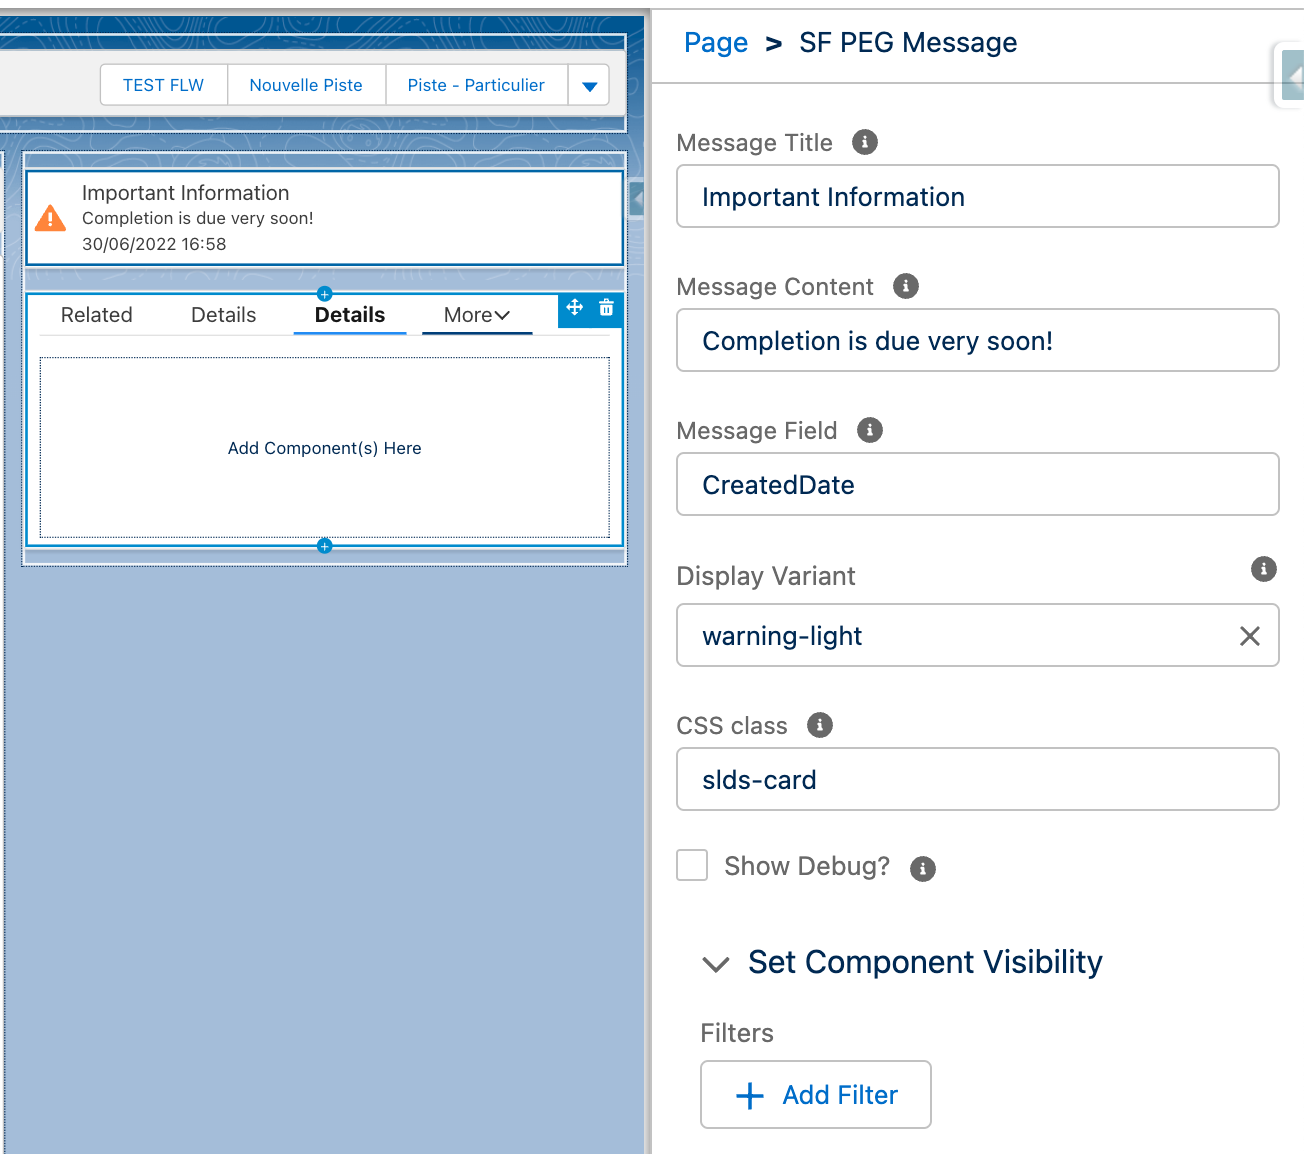 TEST FLW
Nouvelle Piste
Piste - Particulier
Important Information
Completion is due very soon!
30/06/2022 16:58
Related
Details
Details
More
Add Component(s) Here
Page > SF PEG Message
Message Title
Important Information
Message Content
Completion is due very soon!
Message Field
CreatedDate
Display Variant
warning-light
CSS class
slds-card
Show Debug?
Set Component Visibility
Filters
Add Filter